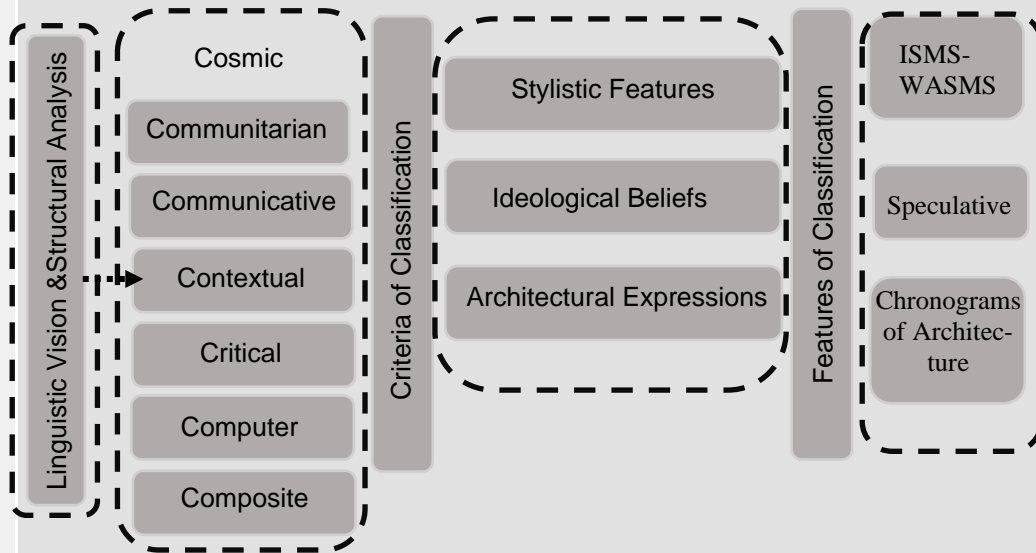 Linguistic Vision &Structural Analysis
Cosmic
Communitarian
Communicative
Contextual
Critical
Computer
Composite
Criteria of Classification
Stylistic Features
Ideological Beliefs
Architectural Expressions
Features of Classification
ISMS-
WASMS
Speculative
Chronograms
of Architec-
ture